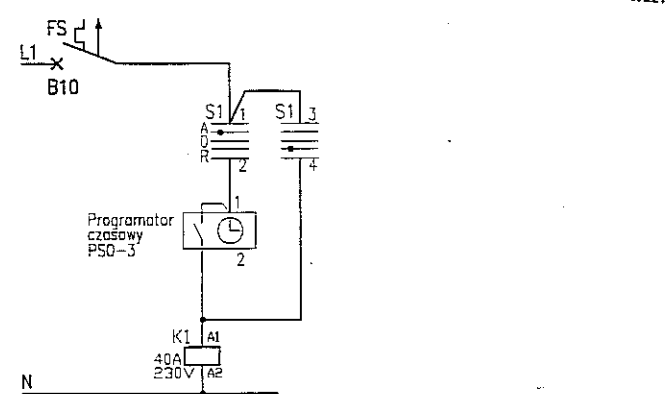 FS
L1
B10
S1 1
S1 3
A
0
R
2
4
Programator
czasowy
PSO-3
1
2
K1 A1
40A
230V A2
N